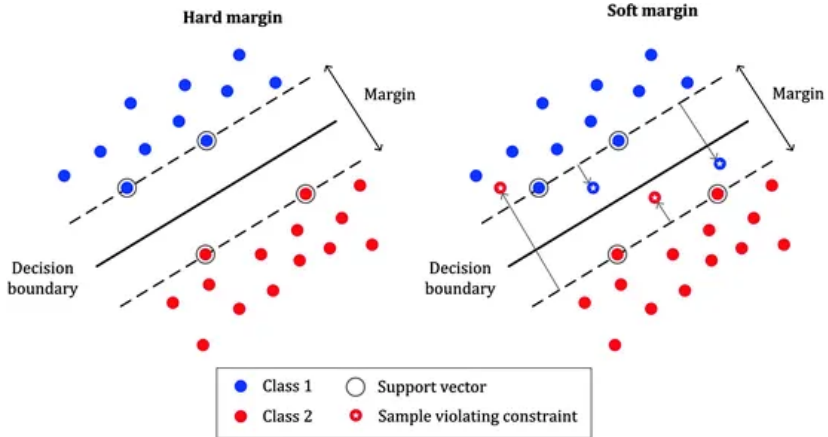 Hard margin
Soft margin
Margin
Margin
Decision
boundary
Decision
boundary
Class 1
Support vector
Class 2
Sample violating constraint